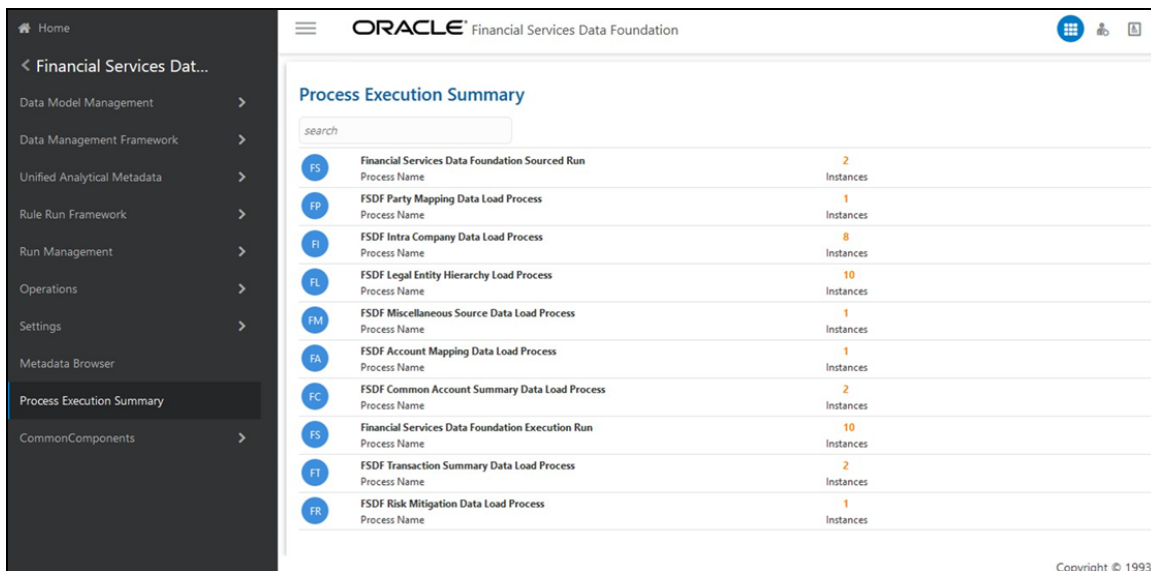 Home
< Financial Services Dat...
Data Model Management
Data Management Framework
Unified Analytical Metadata
Rule Run Framework
Run Management
Operations
Settings
Metadata Browser
Process Execution Summary
CommonComponents
ORACLE® Financial Services Data Foundation
Process Execution Summary
search
FS Financial Services Data Foundation Sourced Run 2
Process Name Instances
FP FSDF Party Mapping Data Load Process 1
Process Name Instances
FI FSDF Intra Company Data Load Process 8
Process Name Instances
FL FSDF Legal Entity Hierarchy Load Process 10
Process Name Instances
FM FSDF Miscellaneous Source Data Load Process 1
Process Name Instances
FA FSDF Account Mapping Data Load Process 1
Process Name Instances
FC FSDF Common Account Summary Data Load Process 2
Process Name Instances
FS Financial Services Data Foundation Execution Run 10
Process Name Instances
FT FSDF Transaction Summary Data Load Process 2
Process Name Instances
FR FSDF Risk Mitigation Data Load Process 1
Process Name Instances
Copyright © 1993